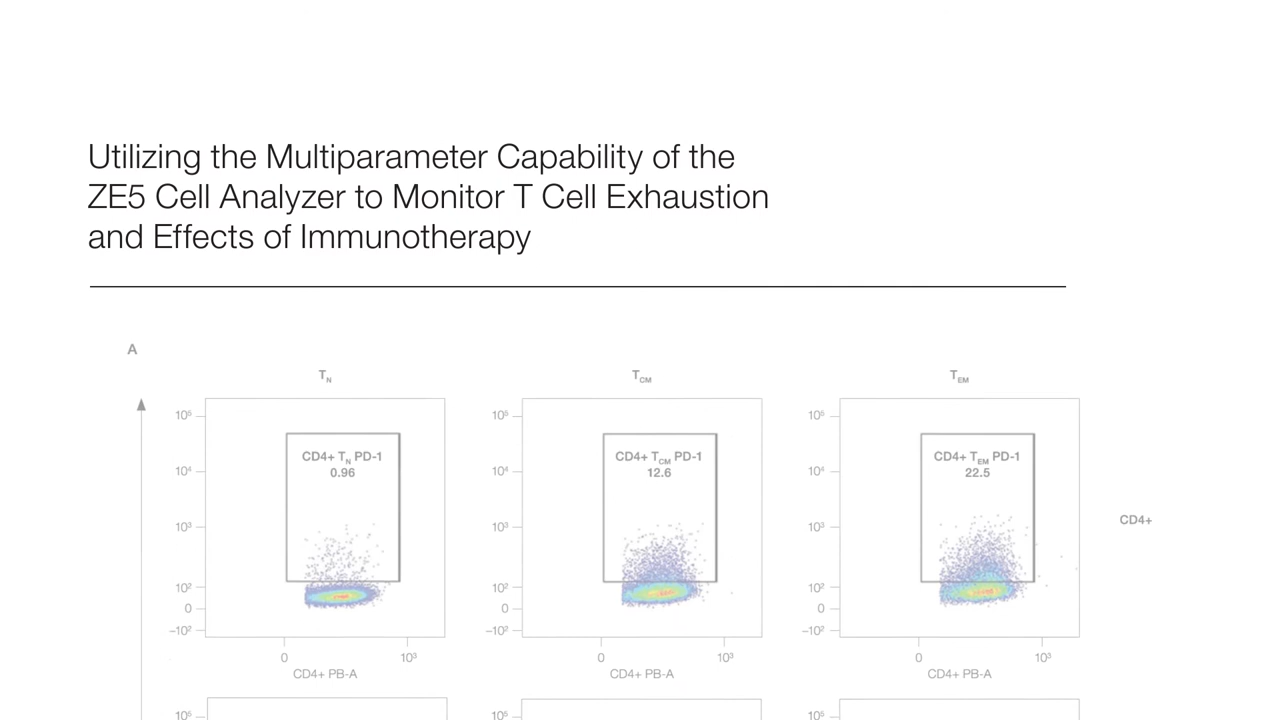 Utilizing the Multiparameter Capability of the
ZE5 Cell Analyzer to Monitor T Cell Exhaustion
and Effects of Immunotherapy
A
TN TCM TEM
10⁵ 10⁵ 10⁵
CD4+ TN PD-1 CD4+ TCM PD-1 CD4+ TEM PD-1
10⁴ 0.96 10⁴ 12.6 10⁴ 22.5
10³ 10³ 10³ CD4+
10² 10² 10²
0 0 0
–10² –10² –10²
0 10³ 0 10³ 0 10³
CD4+ PB-A CD4+ PB-A CD4+ PB-A
10⁵ 10⁵ 10⁵